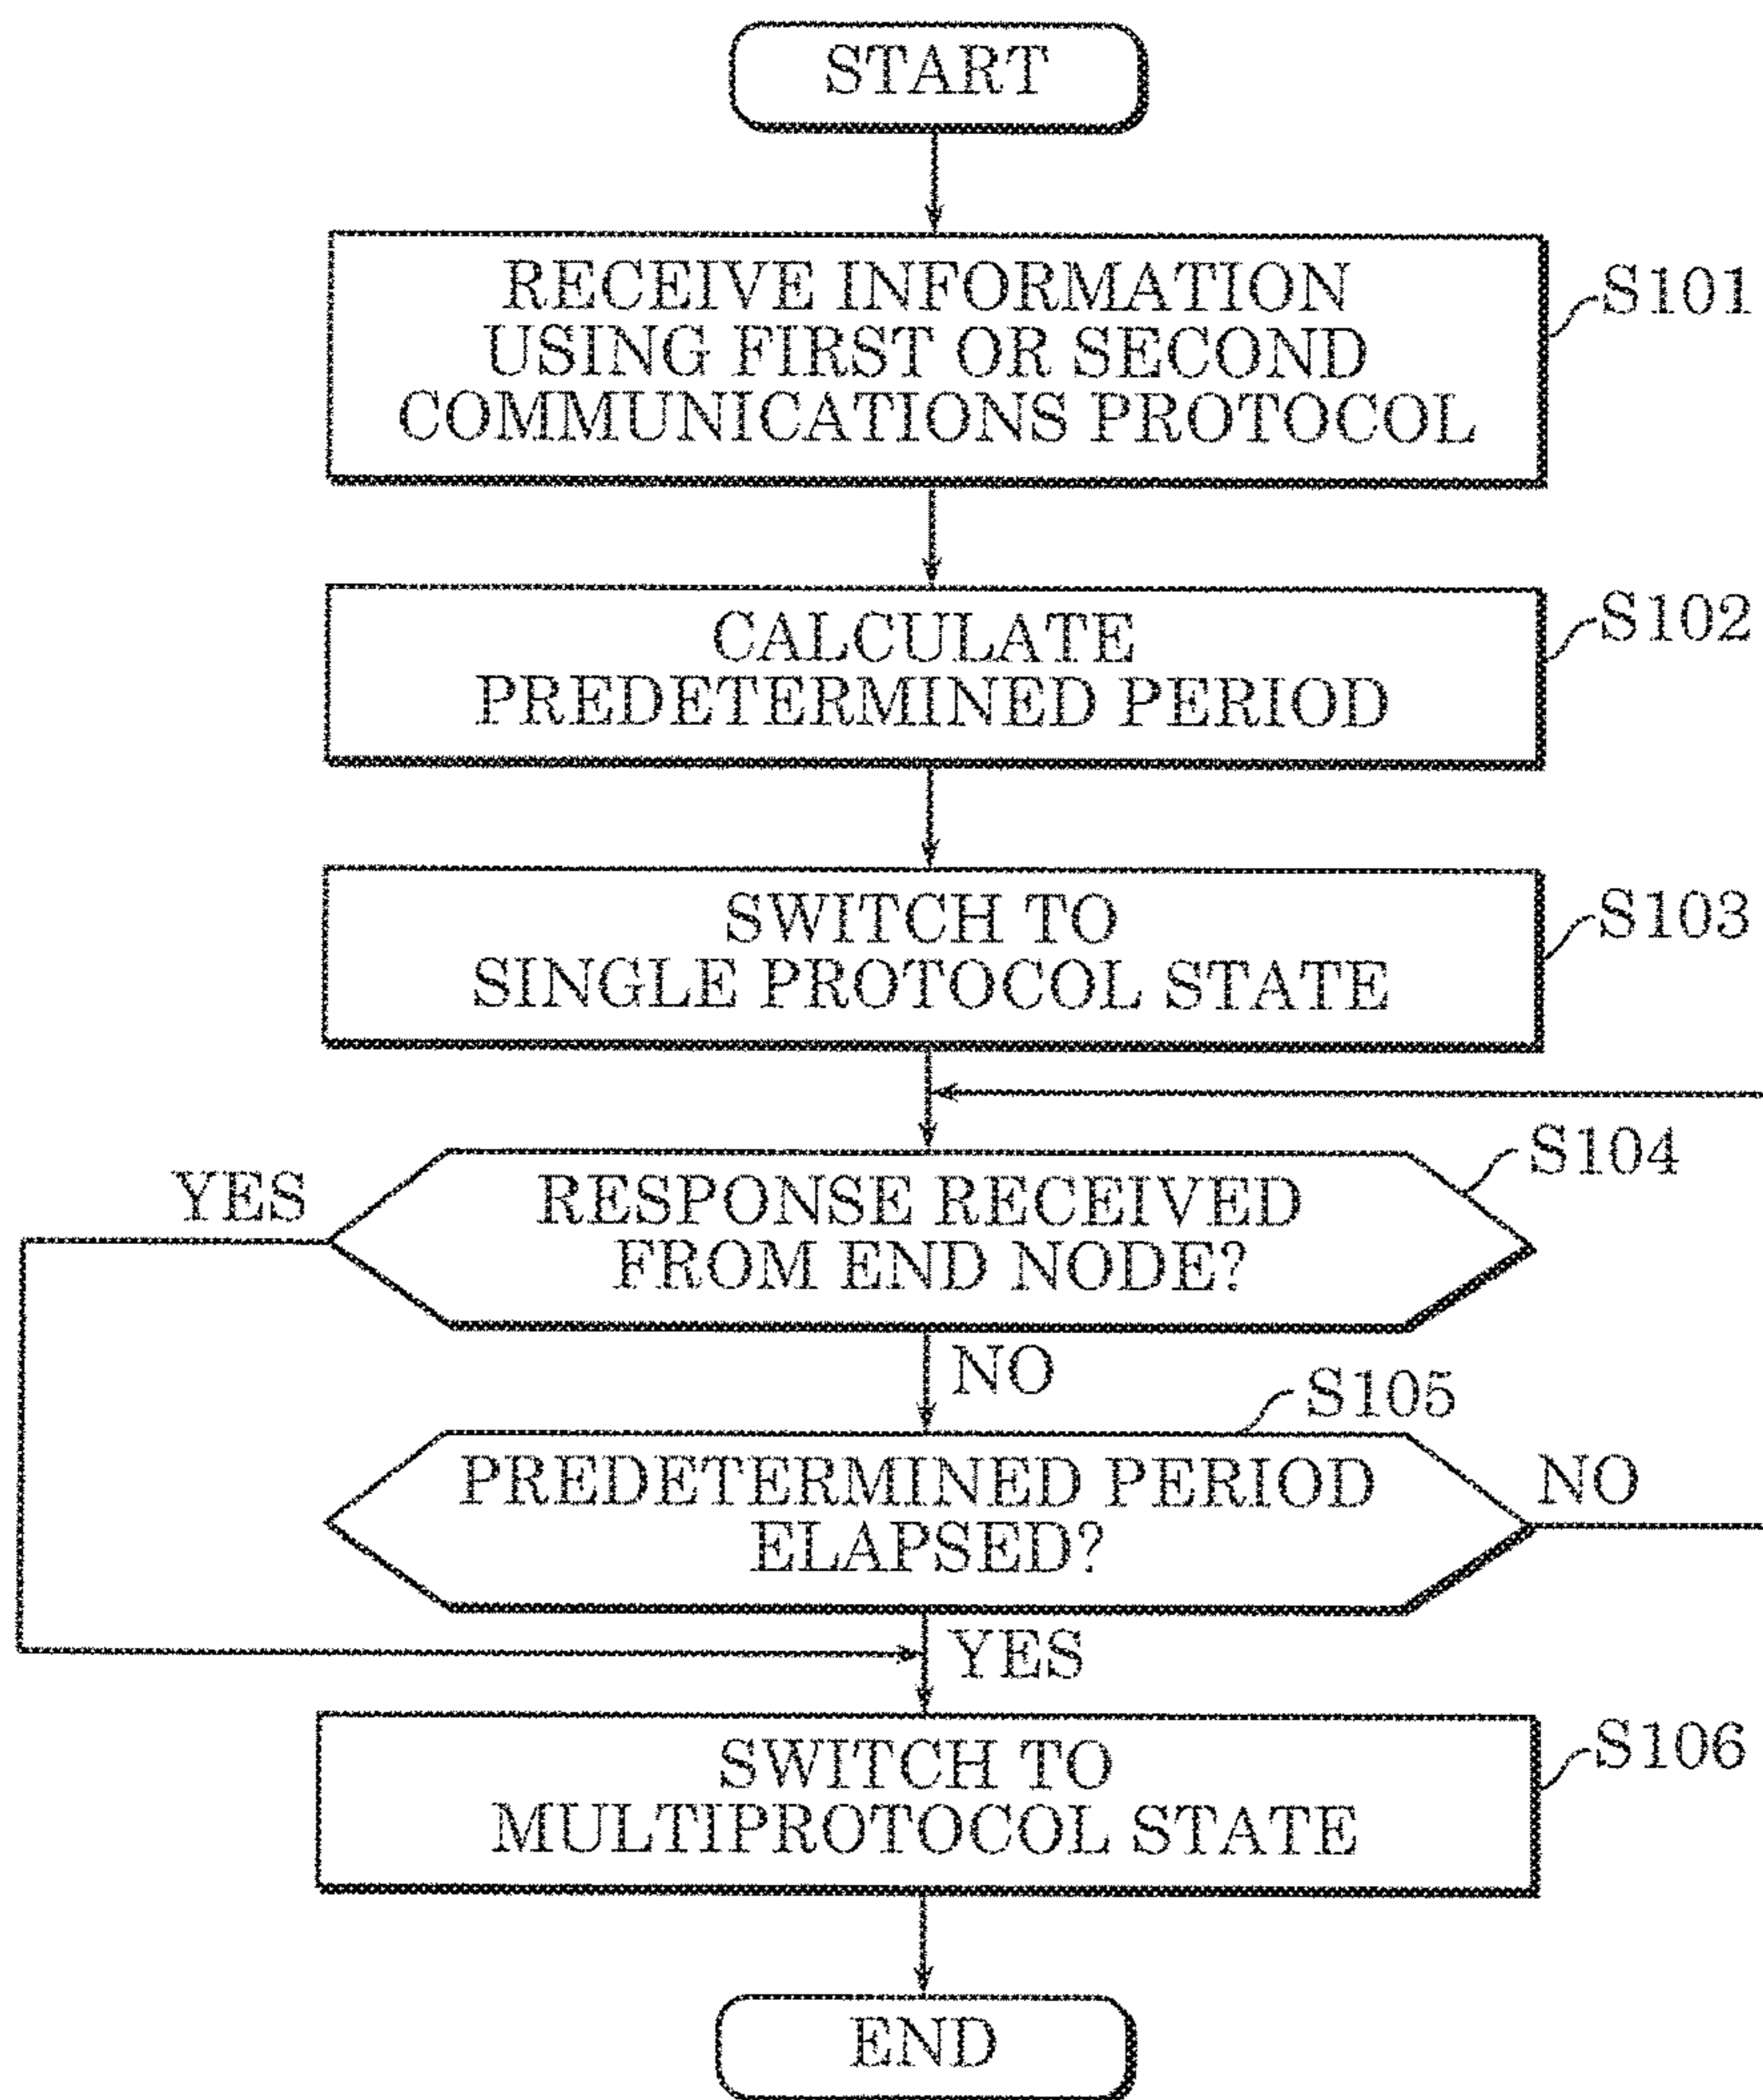 START
RECEIVE INFORMATION
USING FIRST OR SECOND
COMMUNICATIONS PROTOCOL
S101
CALCULATE
PREDETERMINED PERIOD
S102
SWITCH TO
SINGLE PROTOCOL STATE
S103
S104
YES
RESPONSE RECEIVED
FROM END NODE?
NO
S105
PREDETERMINED PERIOD
ELAPSED?
NO
YES
SWITCH TO
MULTIPROTOCOL STATE
S106
END